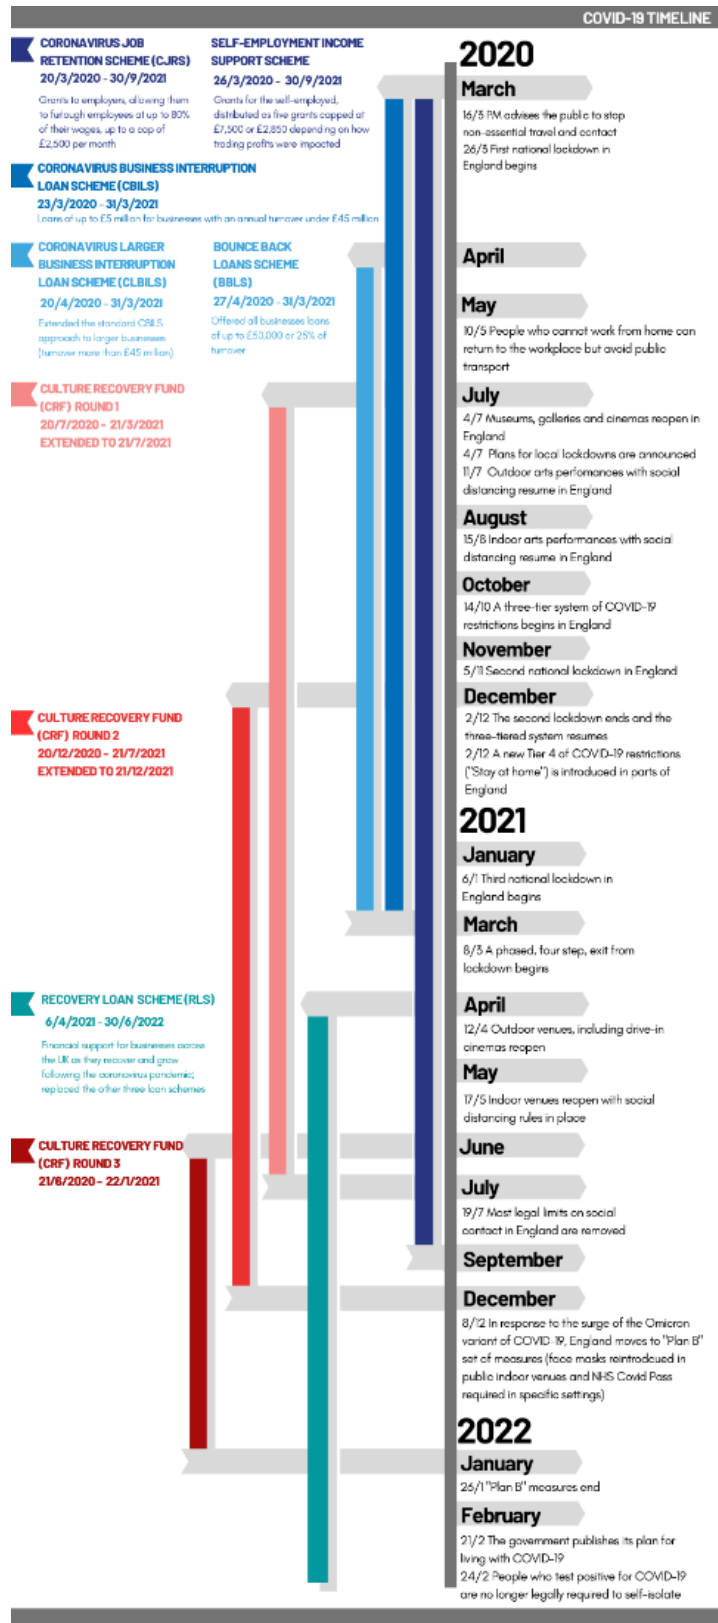 COVID-19 TIMELINE
CORONAVIRUS JOB
RETENTION SCHEME (CJRS)
20/3/2020 - 30/9/2021
Grants to employers, allowing them
to furlough employees at up to 80%
of their wages, up to a cap of
£2,500 per month
SELF-EMPLOYMENT INCOME
SUPPORT SCHEME
26/3/2020 - 30/9/2021
Grants for the self-employed,
distributed as five grants capped at
£7,500 or £2,850 depending on how
trading profits were impacted
CORONAVIRUS BUSINESS INTERRUPTION
LOAN SCHEME (CBILS)
23/3/2020 - 31/3/2021
Loans of up to £5 million for businesses with an annual turnover under £45 million
CORONAVIRUS LARGER
BUSINESS INTERRUPTION
LOAN SCHEME (CLBILS)
20/4/2020 - 31/3/2021
Extended the standard CBILS
approach to larger businesses
(turnover more than £45 million)
BOUNCE BACK
LOANS SCHEME
(BBLS)
27/4/2020 - 31/3/2021
Offered all businesses loans
of up to £50,000 or 25% of
turnover
CULTURE RECOVERY FUND
(CRF) ROUND 1
20/7/2020 - 21/3/2021
EXTENDED TO 21/7/2021
CULTURE RECOVERY FUND
(CRF) ROUND 2
20/12/2020 - 21/7/2021
EXTENDED TO 21/12/2021
RECOVERY LOAN SCHEME (RLS)
6/4/2021 - 30/6/2022
Financial support for businesses across
the UK as they recover and grow
following the coronavirus pandemic;
replaced the other three loan schemes
CULTURE RECOVERY FUND
(CRF) ROUND 3
21/6/2020 - 22/1/2021
2020
March
16/3 PM advises the public to stop
non-essential travel and contact
26/3 First national lockdown in
England begins
April
May
10/5 People who cannot work from home can
return to the workplace but avoid public
transport
July
4/7 Museums, galleries and cinemas reopen in
England
4/7 Plans for local lockdowns are announced
11/7 Outdoor arts perfomances with social
distancing resume in England
August
15/8 Indoor arts performances with social
distancing resume in England
October
14/10 A three-tier system of COVID-19
restrictions begins in England
November
5/11 Second national lockdown in England
December
2/12 The second lockdown ends and the
three-tiered system resumes
2/12 A new Tier 4 of COVID-19 restrictions
("Stay at home") is introduced in parts of
England
2021
January
6/1 Third national lockdown in
England begins
March
8/3 A phased, four step, exit from
lockdown begins
April
12/4 Outdoor venues, including drive-in
cinemas reopen
May
17/5 Indoor venues reopen with social
distancing rules in place
June
July
19/7 Most legal limits on social
contact in England are removed
September
December
8/12 In response to the surge of the Omicron
variant of COVID-19, England moves to "Plan B"
set of measures (face masks reintrodcued in
public indoor venues and NHS Covid Pass
required in specific settings)
2022
January
26/1 "Plan B" measures end
February
21/2 The government publishes its plan for
living with COVID-19
24/2 People who test positive for COVID-19
are no longer legally required to self-isolate